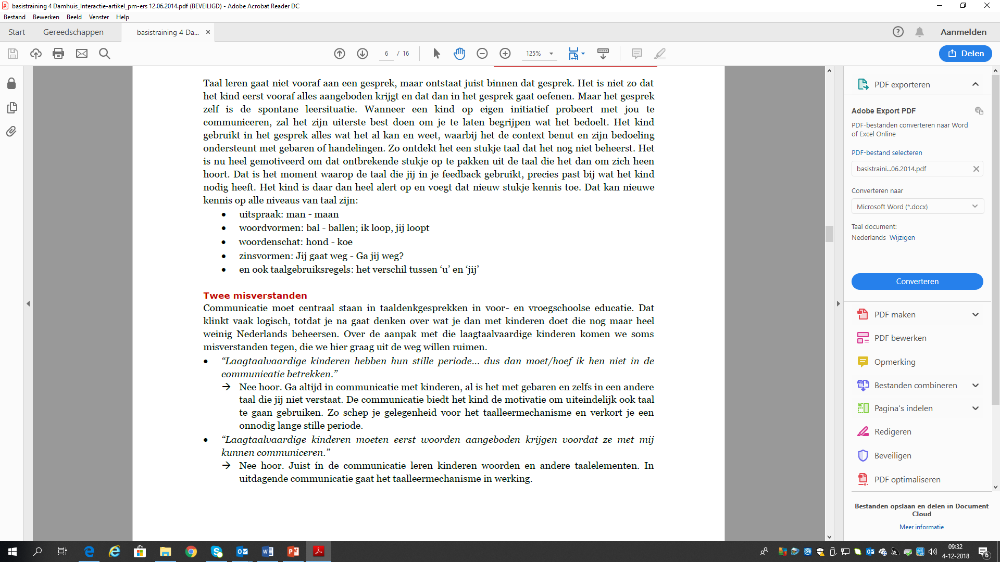 basistraining 4 Damhuis_Interactie-artikel_pm-ers 12.06.2014.pdf (BEVEILIGD) - Adobe Acrobat Reader DC
Bestand Bewerken Beeld Venster Help
Start Gereedschappen basistraining 4 Da... Aanmelden
6 / 16 125% Delen
Taal leren gaat niet vooraf aan een gesprek, maar ontstaat juist binnen dat gesprek. Het is niet zo dat
het kind eerst vooraf alles aangeboden krijgt en dat dan in het gesprek gaat oefenen. Maar het gesprek
zelf is de spontane leersituatie. Wanneer een kind op eigen initiatief probeert met jou te
communiceren, zal het zijn uiterste best doen om je te laten begrijpen wat het bedoelt. Het kind
gebruikt in het gesprek alles wat het al kan en weet, waarbij het de context benut en zijn bedoeling
ondersteunt met gebaren of handelingen. Zo ontdekt het een stukje taal dat het nog niet beheerst. Het
is nu heel gemotiveerd om dat ontbrekende stukje op te pakken uit de taal die het dan om zich heen
hoort. Dat is het moment waarop de taal die jij in je feedback gebruikt, precies past bij wat het kind
nodig heeft. Het kind is daar dan heel alert op en voegt dat nieuw stukje kennis toe. Dat kan nieuwe
kennis op alle niveaus van taal zijn:
• uitspraak: man - maan
• woordvormen: bal - ballen; ik loop, jij loopt
• woordenschat: hond - koe
• zinsvormen: Jij gaat weg - Ga jij weg?
• en ook taalgebruiksregels: het verschil tussen ‘u’ en ‘jij’
Twee misverstanden
Communicatie moet centraal staan in taaldenkgesprekken in voor- en vroegschoolse educatie. Dat
klinkt vaak logisch, totdat je na gaat denken over wat je dan met kinderen doet die nog maar heel
weinig Nederlands beheersen. Over de aanpak met die laagtaalvaardige kinderen komen we soms
misverstanden tegen, die we hier graag uit de weg willen ruimen.
• “Laagtaalvaardige kinderen hebben hun stille periode... dus dan moet/hoef ik hen niet in de
communicatie betrekken.”
→ Nee hoor. Ga altijd in communicatie met kinderen, al is het met gebaren en zelfs in een andere
taal die jij niet verstaat. De communicatie biedt het kind de motivatie om uiteindelijk ook taal
te gaan gebruiken. Zo schep je gelegenheid voor het taalleermechanisme en verkort je een
onnodig lange stille periode.
• “Laagtaalvaardige kinderen moeten eerst woorden aangeboden krijgen voordat ze met mij
kunnen communiceren.”
→ Nee hoor. Juist ín de communicatie leren kinderen woorden en andere taalelementen. In
uitdagende communicatie gaat het taalleermechanisme in werking.
PDF exporteren
Adobe Export PDF
PDF-bestanden converteren naar Word
of Excel Online
PDF-bestand selecteren
basistraini...06.2014.pdf
Converteren naar
Microsoft Word (*.docx)
Taal document:
Nederlands Wijzigen
Converteren
PDF maken
PDF bewerken
Opmerking
Bestanden combineren
Pagina's indelen
Redigeren
Beveiligen
PDF optimaliseren
Bestanden opslaan en delen in Document
Cloud
Meer informatie
09:32
4-12-2018
6